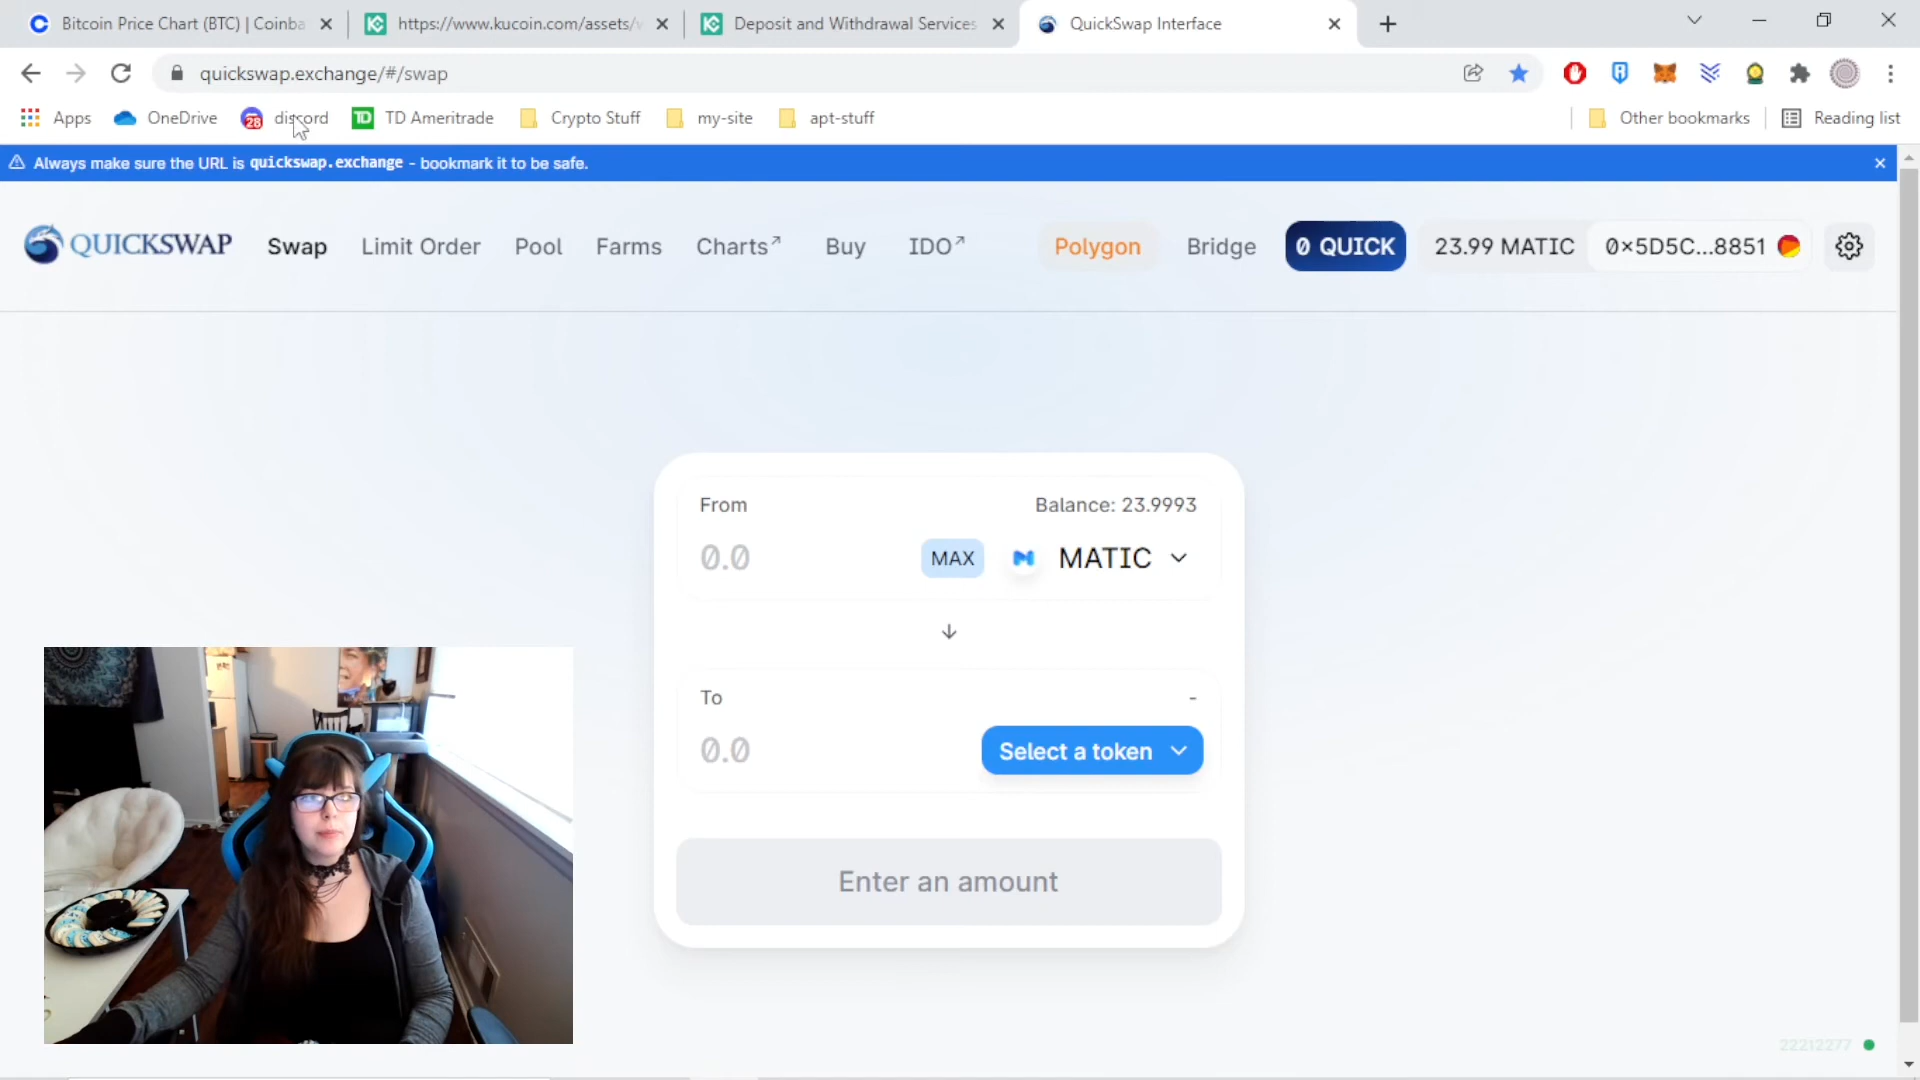 Bitcoin Price Chart (BTC) | Coinba
https://www.kucoin.com/assets/w
Deposit and Withdrawal Services
QuickSwap Interface
quickswap.exchange/#/swap
Apps
OneDrive
28
discord
TD
TD Ameritrade
Crypto Stuff
my-site
apt-stuff
Other bookmarks
Reading list
Always make sure the URL is quickswap.exchange - bookmark it to be safe.
QUICKSWAP
Swap
Limit Order
Pool
Farms
Charts↗
Buy
IDO↗
Polygon
Bridge
0 QUICK
23.99 MATIC
0×5D5C...8851
From
Balance: 23.9993
0.0
MAX
MATIC
To
-
0.0
Select a token
Enter an amount
22212277